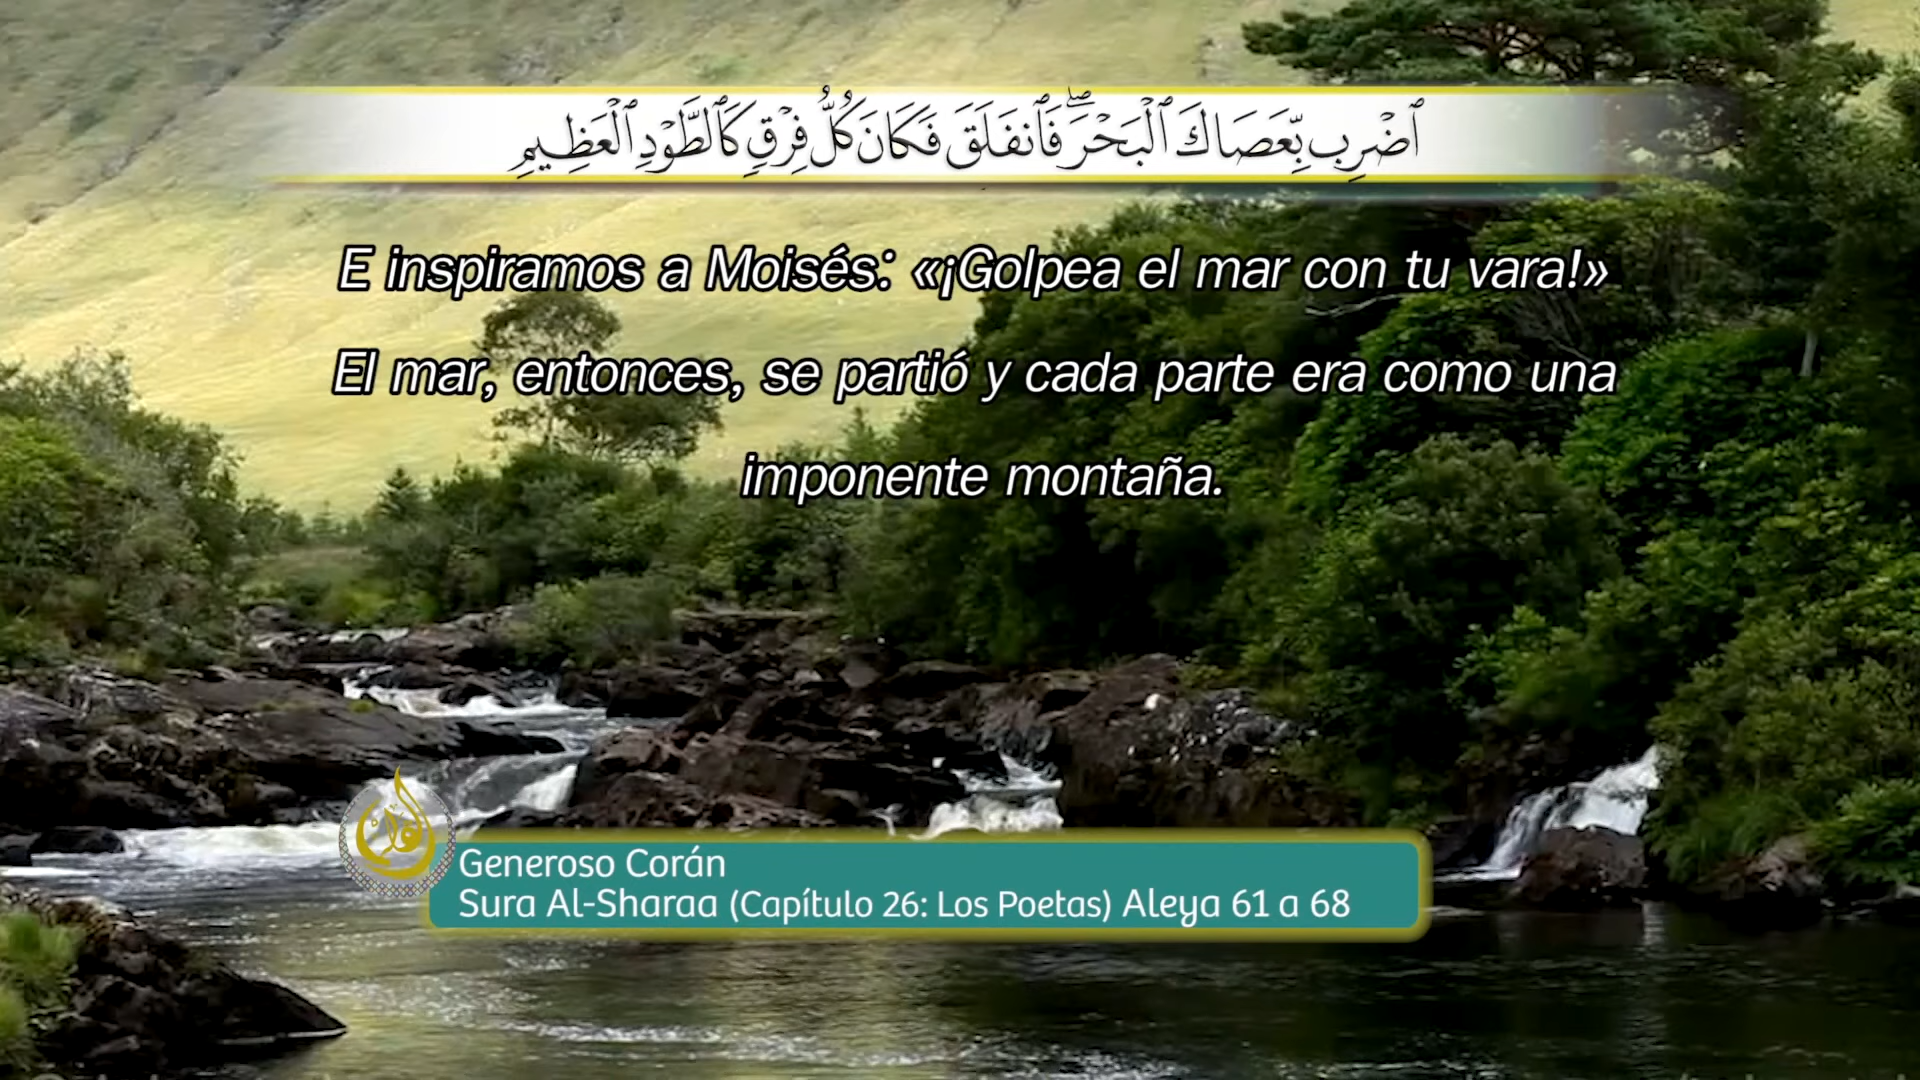 ٱضْرِب بِّعَصَاكَ ٱلْبَحْرَۖ فَٱنفَلَقَ فَكَانَ كُلُّ فِرْقٍ كَٱلطَّوْدِ ٱلْعَظِيمِ
E inspiramos a Moisés: «¡Golpea el mar con tu vara!»
El mar, entonces, se partió y cada parte era como una
imponente montaña.
Generoso Corán
Sura Al-Sharaa (Capítulo 26: Los Poetas) Aleya 61 a 68